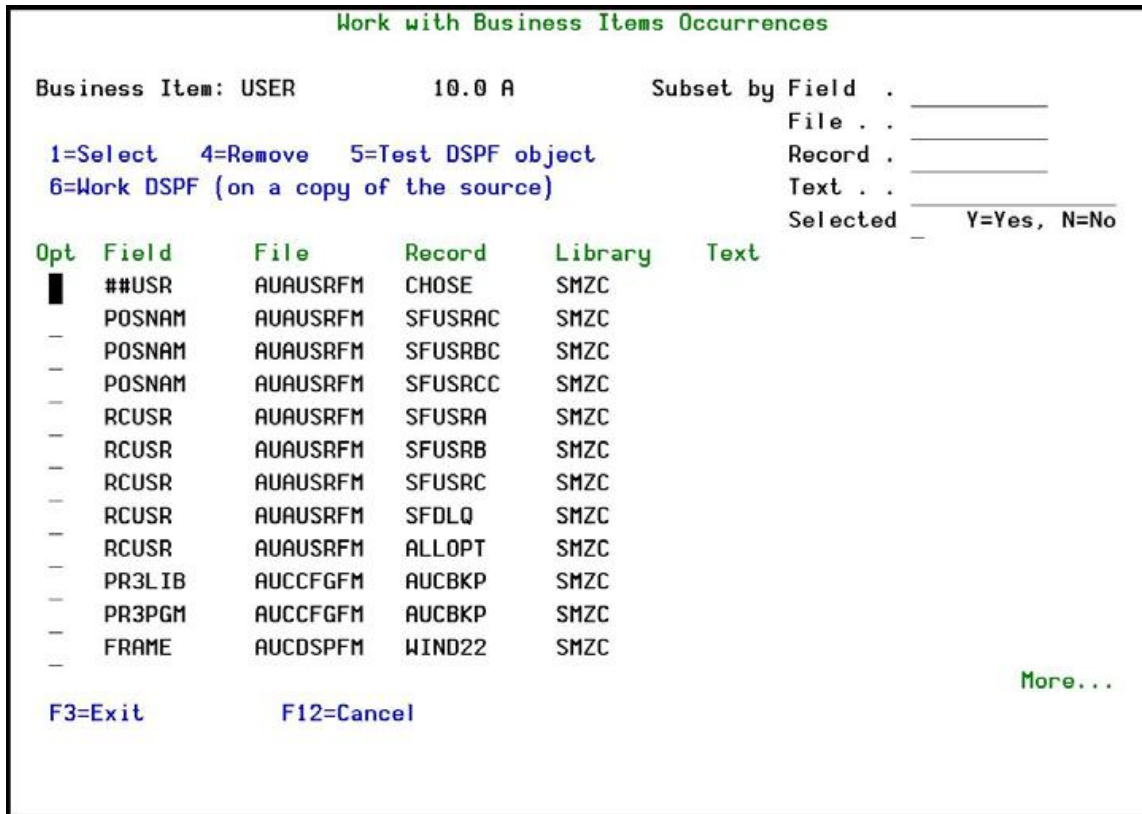 Work with Business Items Occurrences
Business Item: USER 10.0 A Subset by Field .
File . .
1=Select 4=Remove 5=Test DSPF object Record .
6=Work DSPF (on a copy of the source) Text . .
Selected _ Y=Yes, N=No
Opt Field File Record Library Text
##USR AUAUSRFM CHOSE SMZC
_ POSNAM AUAUSRFM SFUSRAC SMZC
_ POSNAM AUAUSRFM SFUSRBC SMZC
_ POSNAM AUAUSRFM SFUSRCC SMZC
_ RCUSR AUAUSRFM SFUSRA SMZC
_ RCUSR AUAUSRFM SFUSRB SMZC
_ RCUSR AUAUSRFM SFUSRC SMZC
_ RCUSR AUAUSRFM SFDLQ SMZC
_ RCUSR AUAUSRFM ALLOPT SMZC
_ PR3LIB AUCCFGFM AUCBKP SMZC
_ PR3PGM AUCCFGFM AUCBKP SMZC
_ FRAME AUCDSPFM WIND22 SMZC
More...
F3=Exit F12=Cancel